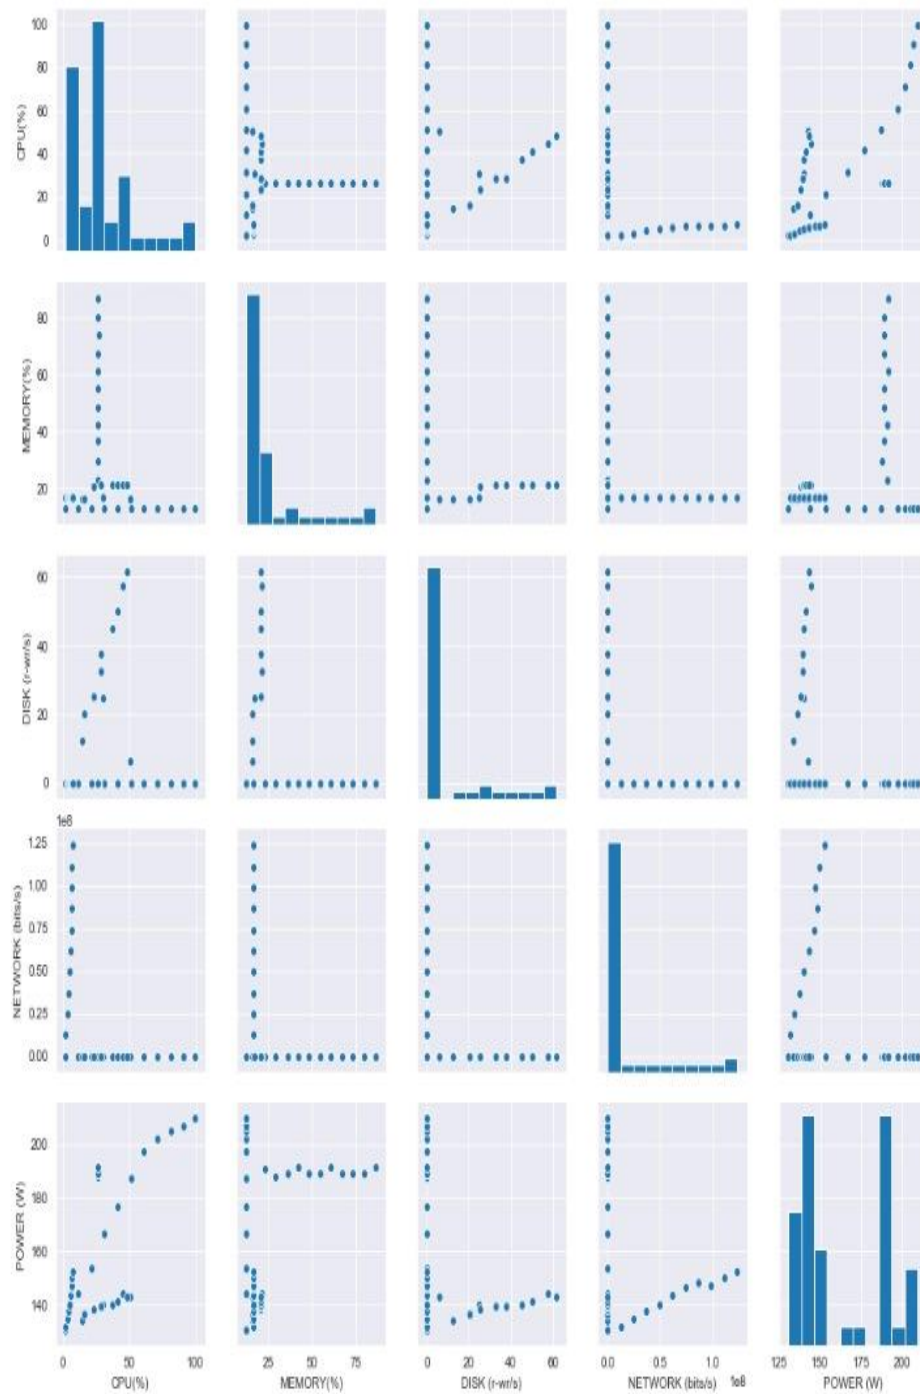 100
80
60
40
20
0
CPU(%)
80
60
40
20
MEMORY(%)
60
40
20
0
DISK (r-wr/s)
1e8
1.25
1.00
0.75
0.50
0.25
0.00
NETWORK (bits/s)
200
180
160
140
POWER (W)
0 50 100
CPU(%)
25 50 75
MEMORY(%)
0 20 40 60
DISK (r-wr/s)
0.0 0.5 1.0
1e8
NETWORK (bits/s)
125 150 175 200
POWER (W)